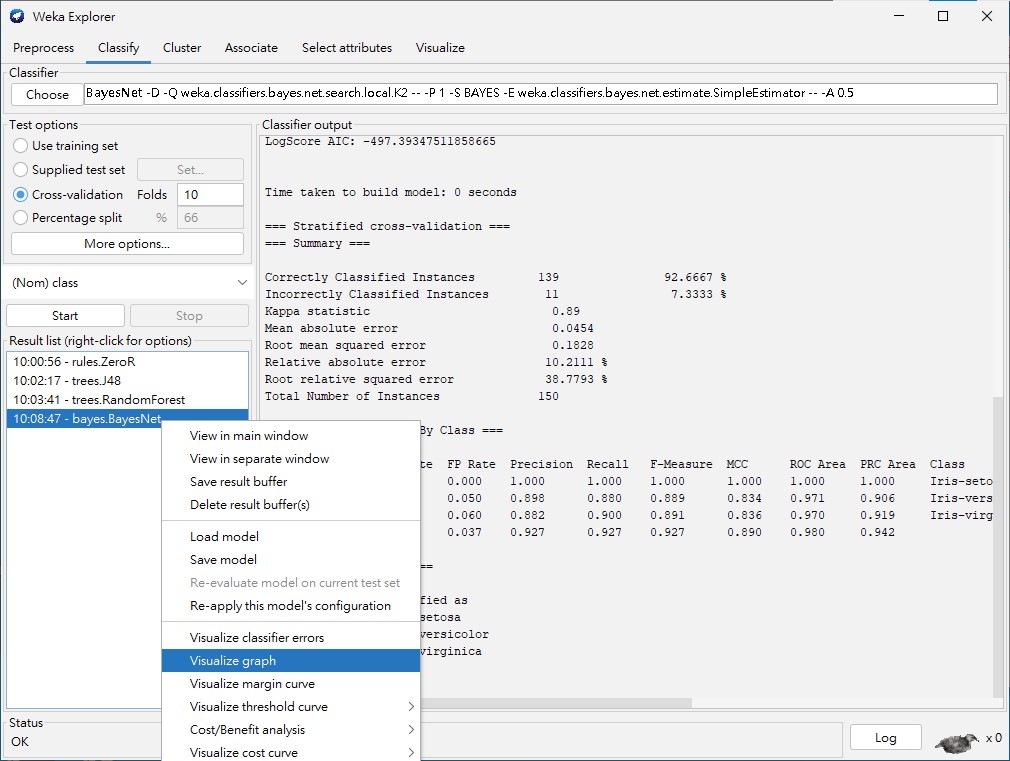 Weka Explorer
Preprocess Classify Cluster Associate Select attributes Visualize
Classifier
Choose BayesNet -D -Q weka.classifiers.bayes.net.search.local.K2 -- -P 1 -S BAYES -E weka.classifiers.bayes.net.estimate.SimpleEstimator -- -A 0.5
Test options
Use training set
Supplied test set Set...
Cross-validation Folds 10
Percentage split % 66
More options...
(Nom) class
Start Stop
Result list (right-click for options)
10:00:56 - rules.ZeroR
10:02:17 - trees.J48
10:03:41 - trees.RandomForest
10:08:47 - bayes.BayesNet
Classifier output
LogScore AIC: -497.39347511858665
Time taken to build model: 0 seconds
=== Stratified cross-validation ===
=== Summary ===
Correctly Classified Instances 139 92.6667 %
Incorrectly Classified Instances 11 7.3333 %
Kappa statistic 0.89
Mean absolute error 0.0454
Root mean squared error 0.1828
Relative absolute error 10.2111 %
Root relative squared error 38.7793 %
Total Number of Instances 150
By Class ===
te FP Rate Precision Recall F-Measure MCC ROC Area PRC Area Class
0.000 1.000 1.000 1.000 1.000 1.000 1.000 Iris-seto
0.050 0.898 0.880 0.889 0.834 0.971 0.906 Iris-vers
0.060 0.882 0.900 0.891 0.836 0.970 0.919 Iris-virg
0.037 0.927 0.927 0.927 0.890 0.980 0.942
==
fied as
setosa
versicolor
virginica
View in main window
View in separate window
Save result buffer
Delete result buffer(s)
Load model
Save model
Re-evaluate model on current test set
Re-apply this model's configuration
Visualize classifier errors
Visualize graph
Visualize margin curve
Visualize threshold curve
Cost/Benefit analysis
Visualize cost curve
Status
OK
Log x 0